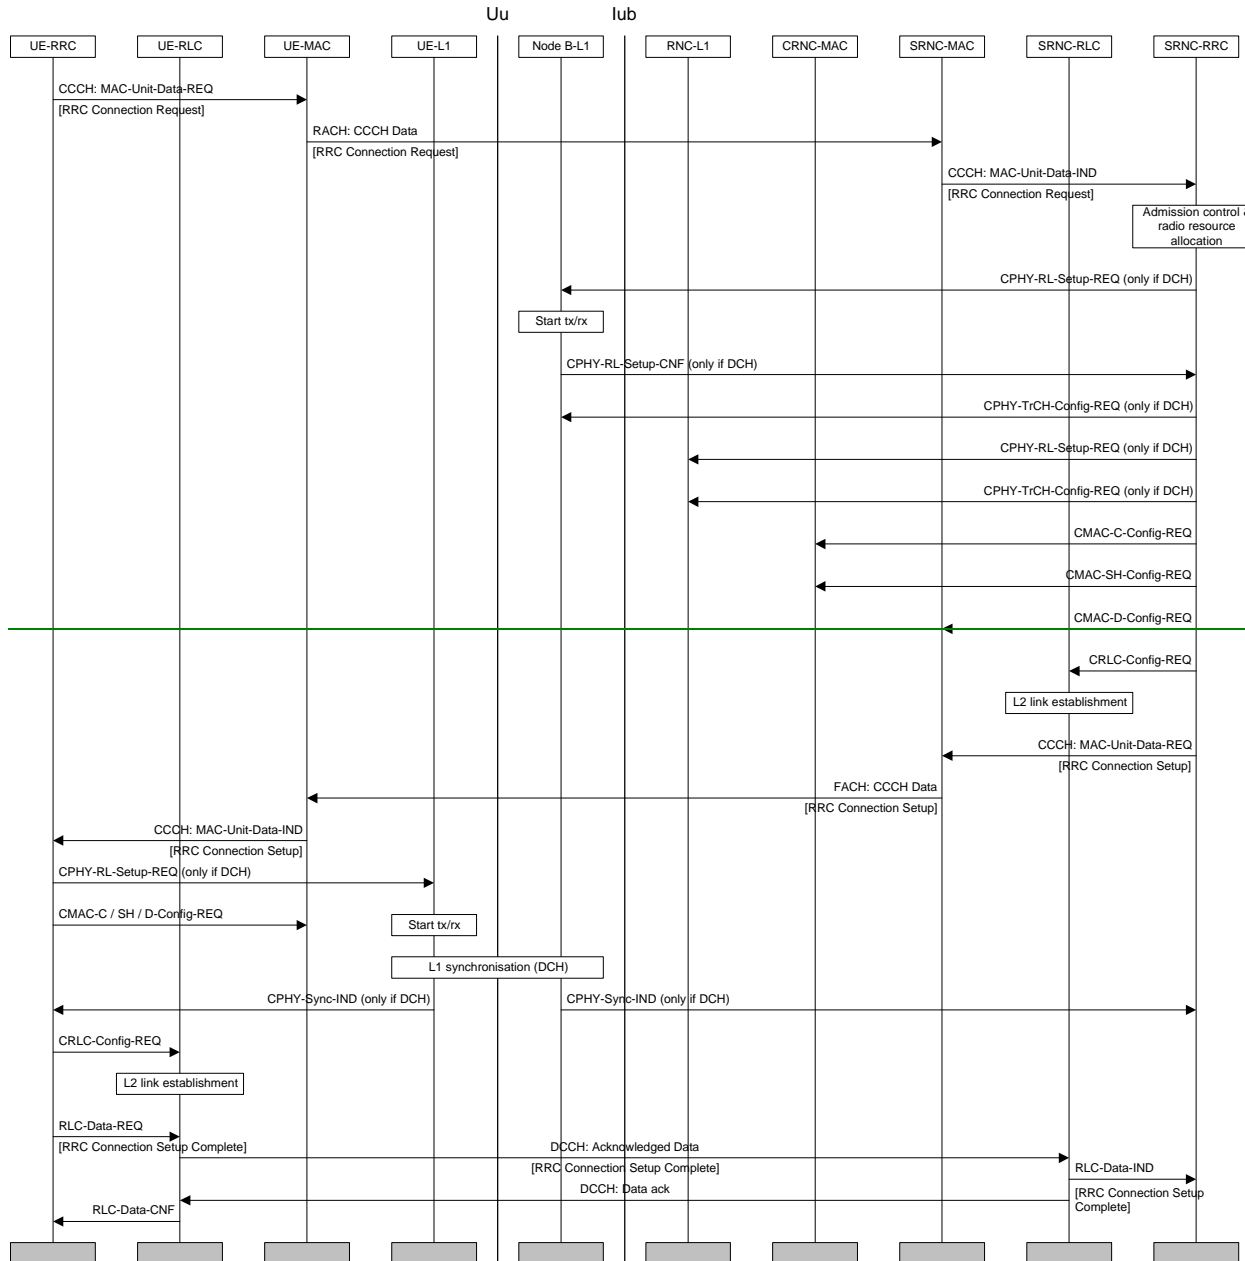 Uu Iub
UE-RRC UE-RLC UE-MAC UE-L1 Node B-L1 RNC-L1 CRNC-MAC SRNC-MAC SRNC-RLC SRNC-RRC
CCCH: MAC-Unit-Data-REQ
[RRC Connection Request]
RACH: CCCH Data
[RRC Connection Request]
CCCH: MAC-Unit-Data-IND
[RRC Connection Request]
Admission control &
radio resource
allocation
CPHY-RL-Setup-REQ (only if DCH)
Start tx/rx
CPHY-RL-Setup-CNF (only if DCH)
CPHY-TrCH-Config-REQ (only if DCH)
CPHY-RL-Setup-REQ (only if DCH)
CPHY-TrCH-Config-REQ (only if DCH)
CMAC-C-Config-REQ
CMAC-SH-Config-REQ
CMAC-D-Config-REQ
CRLC-Config-REQ
L2 link establishment
CCCH: MAC-Unit-Data-REQ
[RRC Connection Setup]
FACH: CCCH Data
[RRC Connection Setup]
CCCH: MAC-Unit-Data-IND
[RRC Connection Setup]
CPHY-RL-Setup-REQ (only if DCH)
CMAC-C / SH / D-Config-REQ
Start tx/rx
L1 synchronisation (DCH)
CPHY-Sync-IND (only if DCH) CPHY-Sync-IND (only if DCH)
CRLC-Config-REQ
L2 link establishment
RLC-Data-REQ
[RRC Connection Setup Complete]
DCCH: Acknowledged Data
[RRC Connection Setup Complete]
RLC-Data-IND
[RRC Connection Setup
Complete]
DCCH: Data ack
RLC-Data-CNF